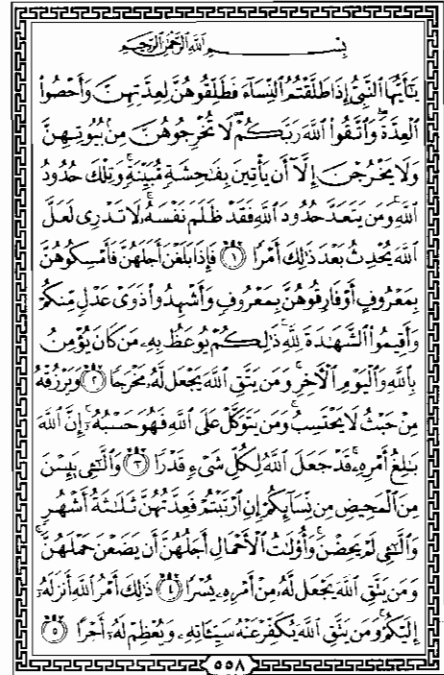 بِسْمِ ٱللَّهِ ٱلرَّحْمَٰنِ ٱلرَّحِيمِ
يَٰٓأَيُّهَا ٱلنَّبِىُّ إِذَا طَلَّقْتُمُ ٱلنِّسَآءَ فَطَلِّقُوهُنَّ لِعِدَّتِهِنَّ وَأَحْصُوا۟
ٱلْعِدَّةَ ۖ وَٱتَّقُوا۟ ٱللَّهَ رَبَّكُمْ ۖ لَا تُخْرِجُوهُنَّ مِنۢ بُيُوتِهِنَّ
وَلَا يَخْرُجْنَ إِلَّآ أَن يَأْتِينَ بِفَٰحِشَةٍ مُّبَيِّنَةٍ ۚ وَتِلْكَ حُدُودُ
ٱللَّهِ ۚ وَمَن يَتَعَدَّ حُدُودَ ٱللَّهِ فَقَدْ ظَلَمَ نَفْسَهُۥ ۚ لَا تَدْرِى لَعَلَّ
ٱللَّهَ يُحْدِثُ بَعْدَ ذَٰلِكَ أَمْرًا ١ فَإِذَا بَلَغْنَ أَجَلَهُنَّ فَأَمْسِكُوهُنَّ
بِمَعْرُوفٍ أَوْ فَارِقُوهُنَّ بِمَعْرُوفٍ وَأَشْهِدُوا۟ ذَوَىْ عَدْلٍ مِّنكُمْ
وَأَقِيمُوا۟ ٱلشَّهَٰدَةَ لِلَّهِ ۚ ذَٰلِكُمْ يُوعَظُ بِهِۦ مَن كَانَ يُؤْمِنُ
بِٱللَّهِ وَٱلْيَوْمِ ٱلْءَاخِرِ ۚ وَمَن يَتَّقِ ٱللَّهَ يَجْعَل لَّهُۥ مَخْرَجًا ٢ وَيَرْزُقْهُ
مِنْ حَيْثُ لَا يَحْتَسِبُ ۚ وَمَن يَتَوَكَّلْ عَلَى ٱللَّهِ فَهُوَ حَسْبُهُۥٓ ۚ إِنَّ ٱللَّهَ
بَٰلِغُ أَمْرِهِۦ ۚ قَدْ جَعَلَ ٱللَّهُ لِكُلِّ شَىْءٍ قَدْرًا ٣ وَٱلَّٰٓـِٔى يَئِسْنَ
مِنَ ٱلْمَحِيضِ مِن نِّسَآئِكُمْ إِنِ ٱرْتَبْتُمْ فَعِدَّتُهُنَّ ثَلَٰثَةُ أَشْهُرٍ
وَٱلَّٰٓـِٔى لَمْ يَحِضْنَ ۚ وَأُو۟لَٰتُ ٱلْأَحْمَالِ أَجَلُهُنَّ أَن يَضَعْنَ حَمْلَهُنَّ ۚ
وَمَن يَتَّقِ ٱللَّهَ يَجْعَل لَّهُۥ مِنْ أَمْرِهِۦ يُسْرًا ٤ ذَٰلِكَ أَمْرُ ٱللَّهِ أَنزَلَهُۥٓ
إِلَيْكُمْ ۚ وَمَن يَتَّقِ ٱللَّهَ يُكَفِّرْ عَنْهُ سَيِّـَٔاتِهِۦ وَيُعْظِمْ لَهُۥٓ أَجْرًا ٥
٥٥٨